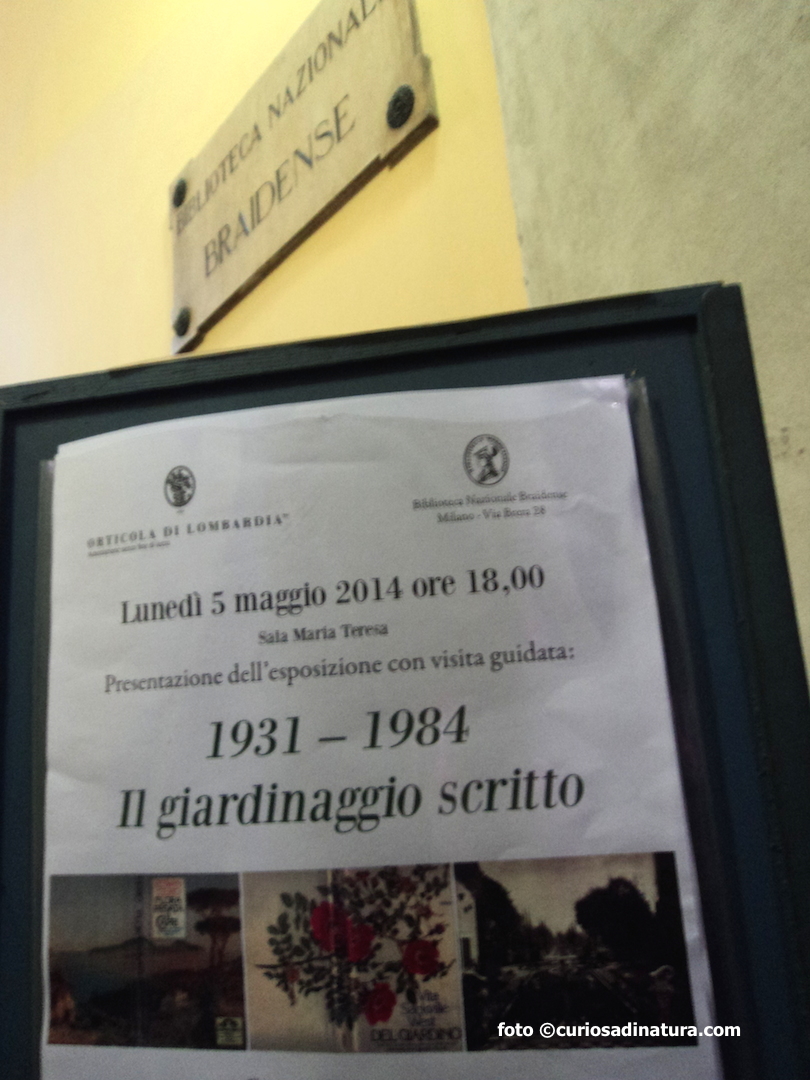 BIBLIOTECA NAZIONALE
BRAIDENSE
ORTICOLA DI LOMBARDIA
Biblioteca Nazionale Braidense
Milano - Via Brera 28
Lunedì 5 maggio 2014 ore 18,00
Sala Maria Teresa
Presentazione dell'esposizione con visita guidata:
1931 – 1984
Il giardinaggio scritto
Vita
DEL GIARDINO
foto ©curiosadinatura.com